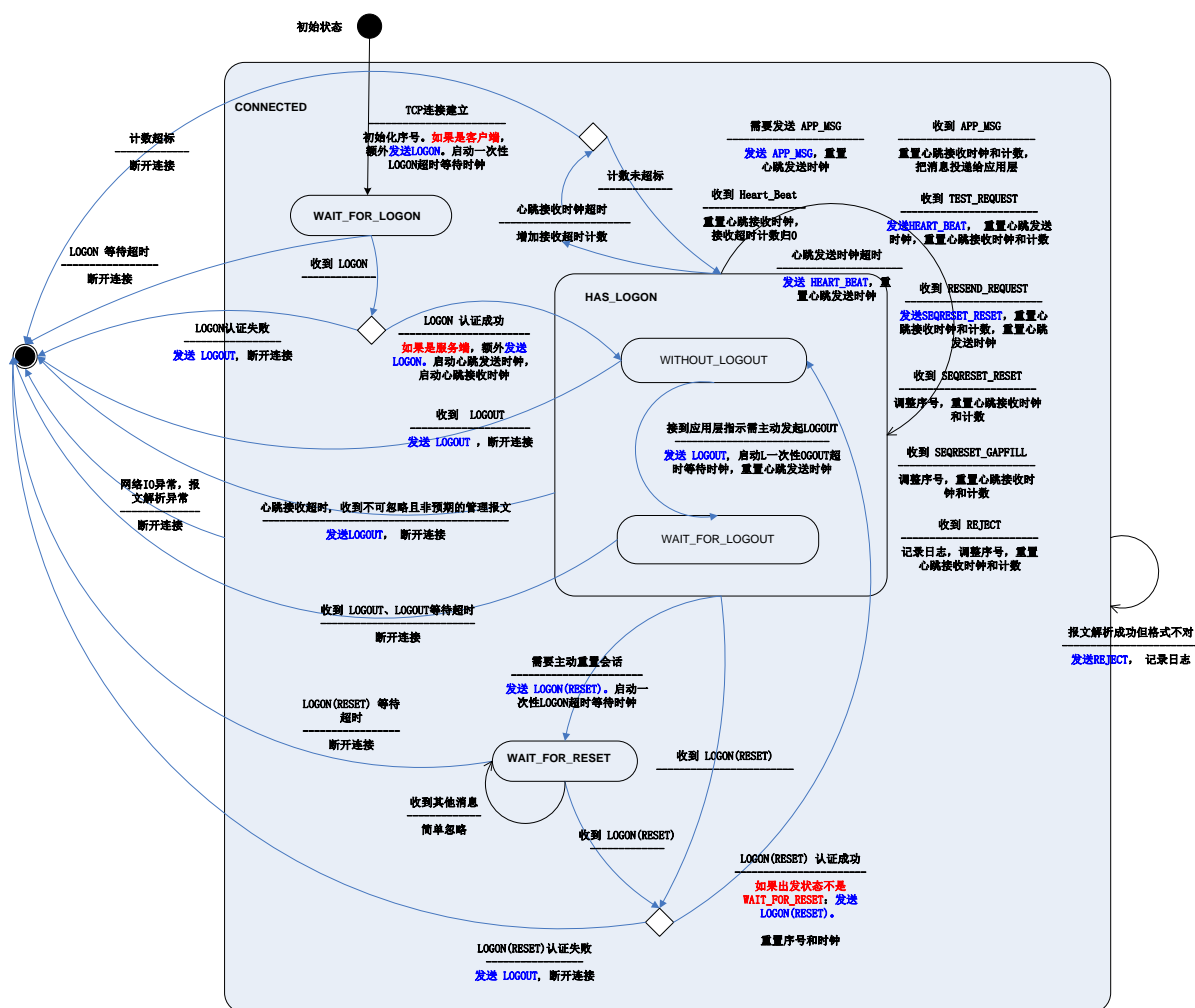 初始状态
CONNECTED
TCP连接建立
初始化序号。如果是客户端，
额外发送LOGON。启动一次性
LOGON超时等待时钟
计数超标
断开连接
WAIT_FOR_LOGON
计数未超标
心跳接收时钟超时
增加接收超时计数
需要发送 APP_MSG
发送 APP_MSG，重置
心跳发送时钟
收到 APP_MSG
重置心跳接收时钟和计数，
把消息投递给应用层
收到 Heart_Beat
重置心跳接收时钟，
接收超时计数归0
收到 TEST_REQUEST
发送HEART_BEAT， 重置心跳发送
时钟，重置心跳接收时钟和计数
心跳发送时钟超时
发送 HEART_BEAT，重
置心跳发送时钟
收到 RESEND_REQUEST
发送SEQRESET_RESET，重置心
跳接收时钟和计数，重置心跳
发送时钟
收到 SEQRESET_RESET
调整序号，重置心跳接收时钟
和计数
收到 SEQRESET_GAPFILL
调整序号，重置心跳接收时
钟和计数
收到 REJECT
记录日志，调整序号，重置
心跳接收时钟和计数
LOGON 等待超时
断开连接
收到 LOGON
LOGON认证失败
发送 LOGOUT，断开连接
LOGON 认证成功
如果是服务端，额外发送
LOGON。启动心跳发送时钟，
启动心跳接收时钟
HAS_LOGON
WITHOUT_LOGOUT
收到 LOGOUT
发送 LOGOUT ，断开连接
接到应用层指示需主动发起LOGOUT
发送 LOGOUT，启动L一次性OGOUT超
时等待时钟，重置心跳发送时钟
网络IO异常，报
文解析异常
断开连接
心跳接收超时，收到不可忽略且非预期的管理报文
发送LOGOUT， 断开连接
WAIT_FOR_LOGOUT
收到 LOGOUT、LOGOUT等待超时
断开连接
报文解析成功但格式不对
发送REJECT， 记录日志
需要主动重置会话
发送 LOGON(RESET)。启动一
次性LOGON超时等待时钟
LOGON(RESET) 等待
超时
断开连接
WAIT_FOR_RESET
收到 LOGON(RESET)
收到其他消息
简单忽略
收到 LOGON(RESET)
LOGON(RESET) 认证成功
如果出发状态不是
WAIT_FOR_RESET：发送
LOGON(RESET)。
重置序号和时钟
LOGON(RESET)认证失败
发送 LOGOUT，断开连接